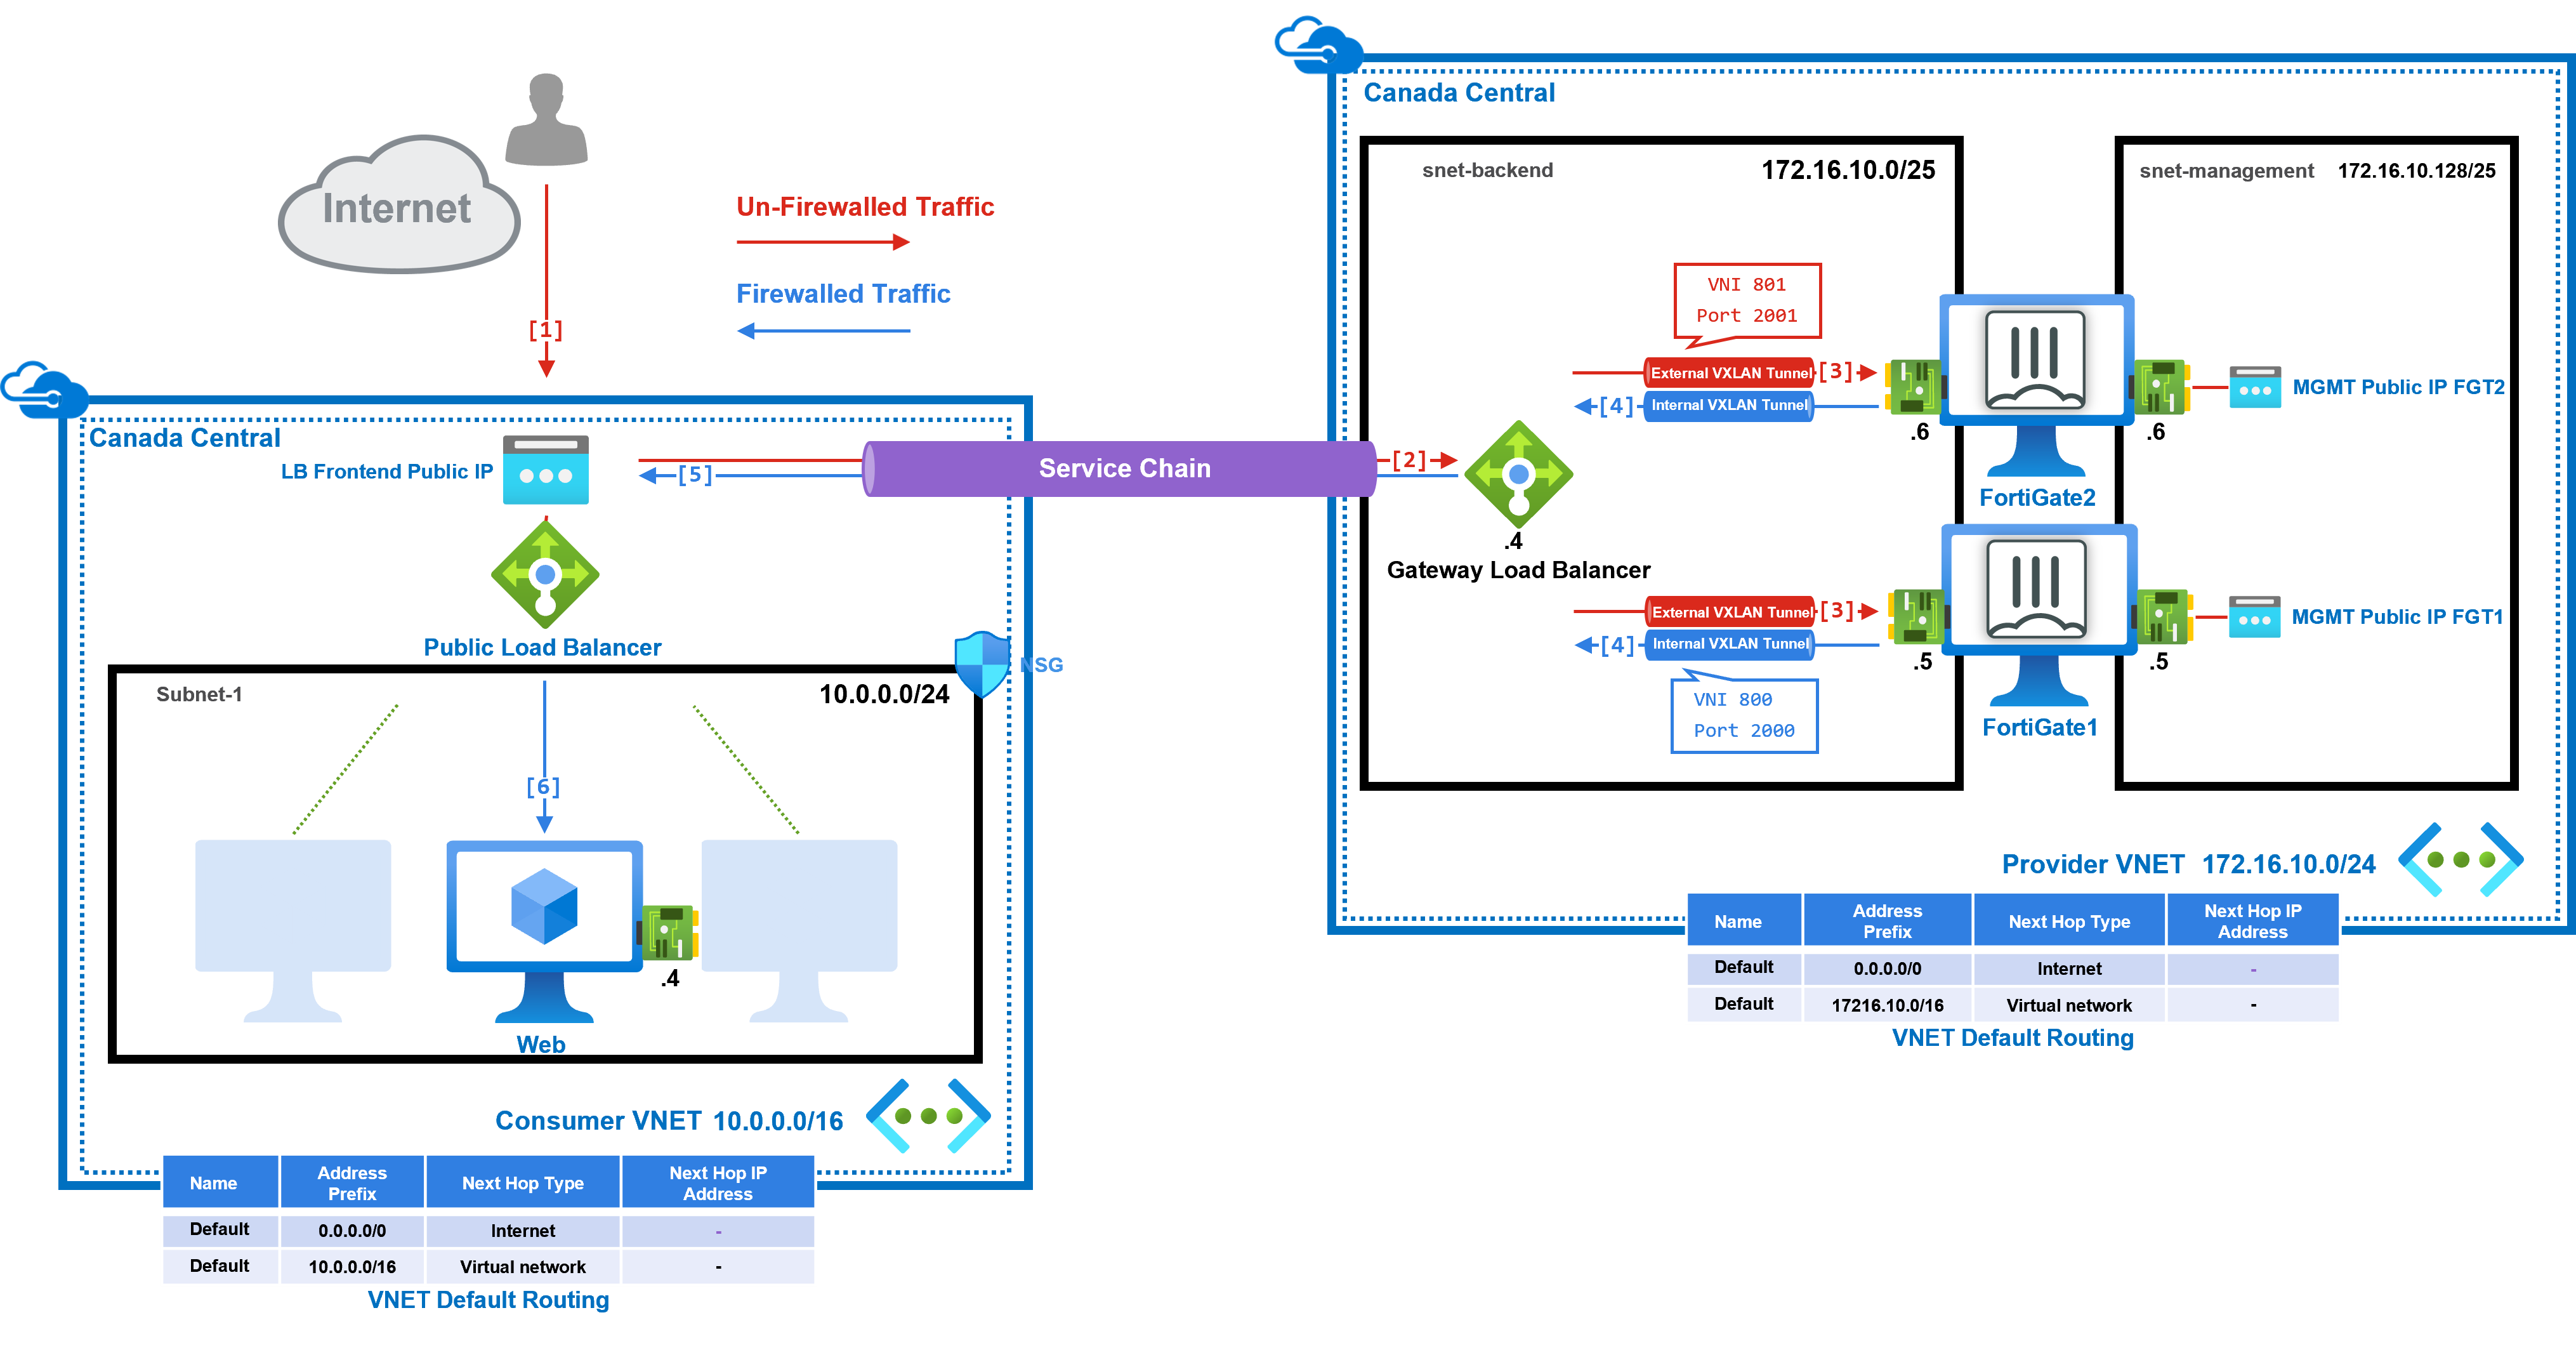 Internet
Un-Firewalled Traffic
Firewalled Traffic
[1]
Canada Central
LB Frontend Public IP
[5]
Service Chain
[2]
Public Load Balancer
NSG
Subnet-1
10.0.0.0/24
[6]
.4
Web
Consumer VNET 10.0.0.0/16
Name
Address
Prefix
Next Hop Type
Next Hop IP
Address
Default
0.0.0.0/0
Internet
-
Default
10.0.0.0/16
Virtual network
-
VNET Default Routing
Canada Central
snet-backend
172.16.10.0/25
snet-management
172.16.10.128/25
VNI 801
Port 2001
External VXLAN Tunnel
[3]
[4]
Internal VXLAN Tunnel
.6
.6
MGMT Public IP FGT2
FortiGate2
.4
Gateway Load Balancer
External VXLAN Tunnel
[3]
[4]
Internal VXLAN Tunnel
.5
.5
MGMT Public IP FGT1
FortiGate1
VNI 800
Port 2000
Provider VNET 172.16.10.0/24
Name
Address
Prefix
Next Hop Type
Next Hop IP
Address
Default
0.0.0.0/0
Internet
-
Default
17216.10.0/16
Virtual network
-
VNET Default Routing